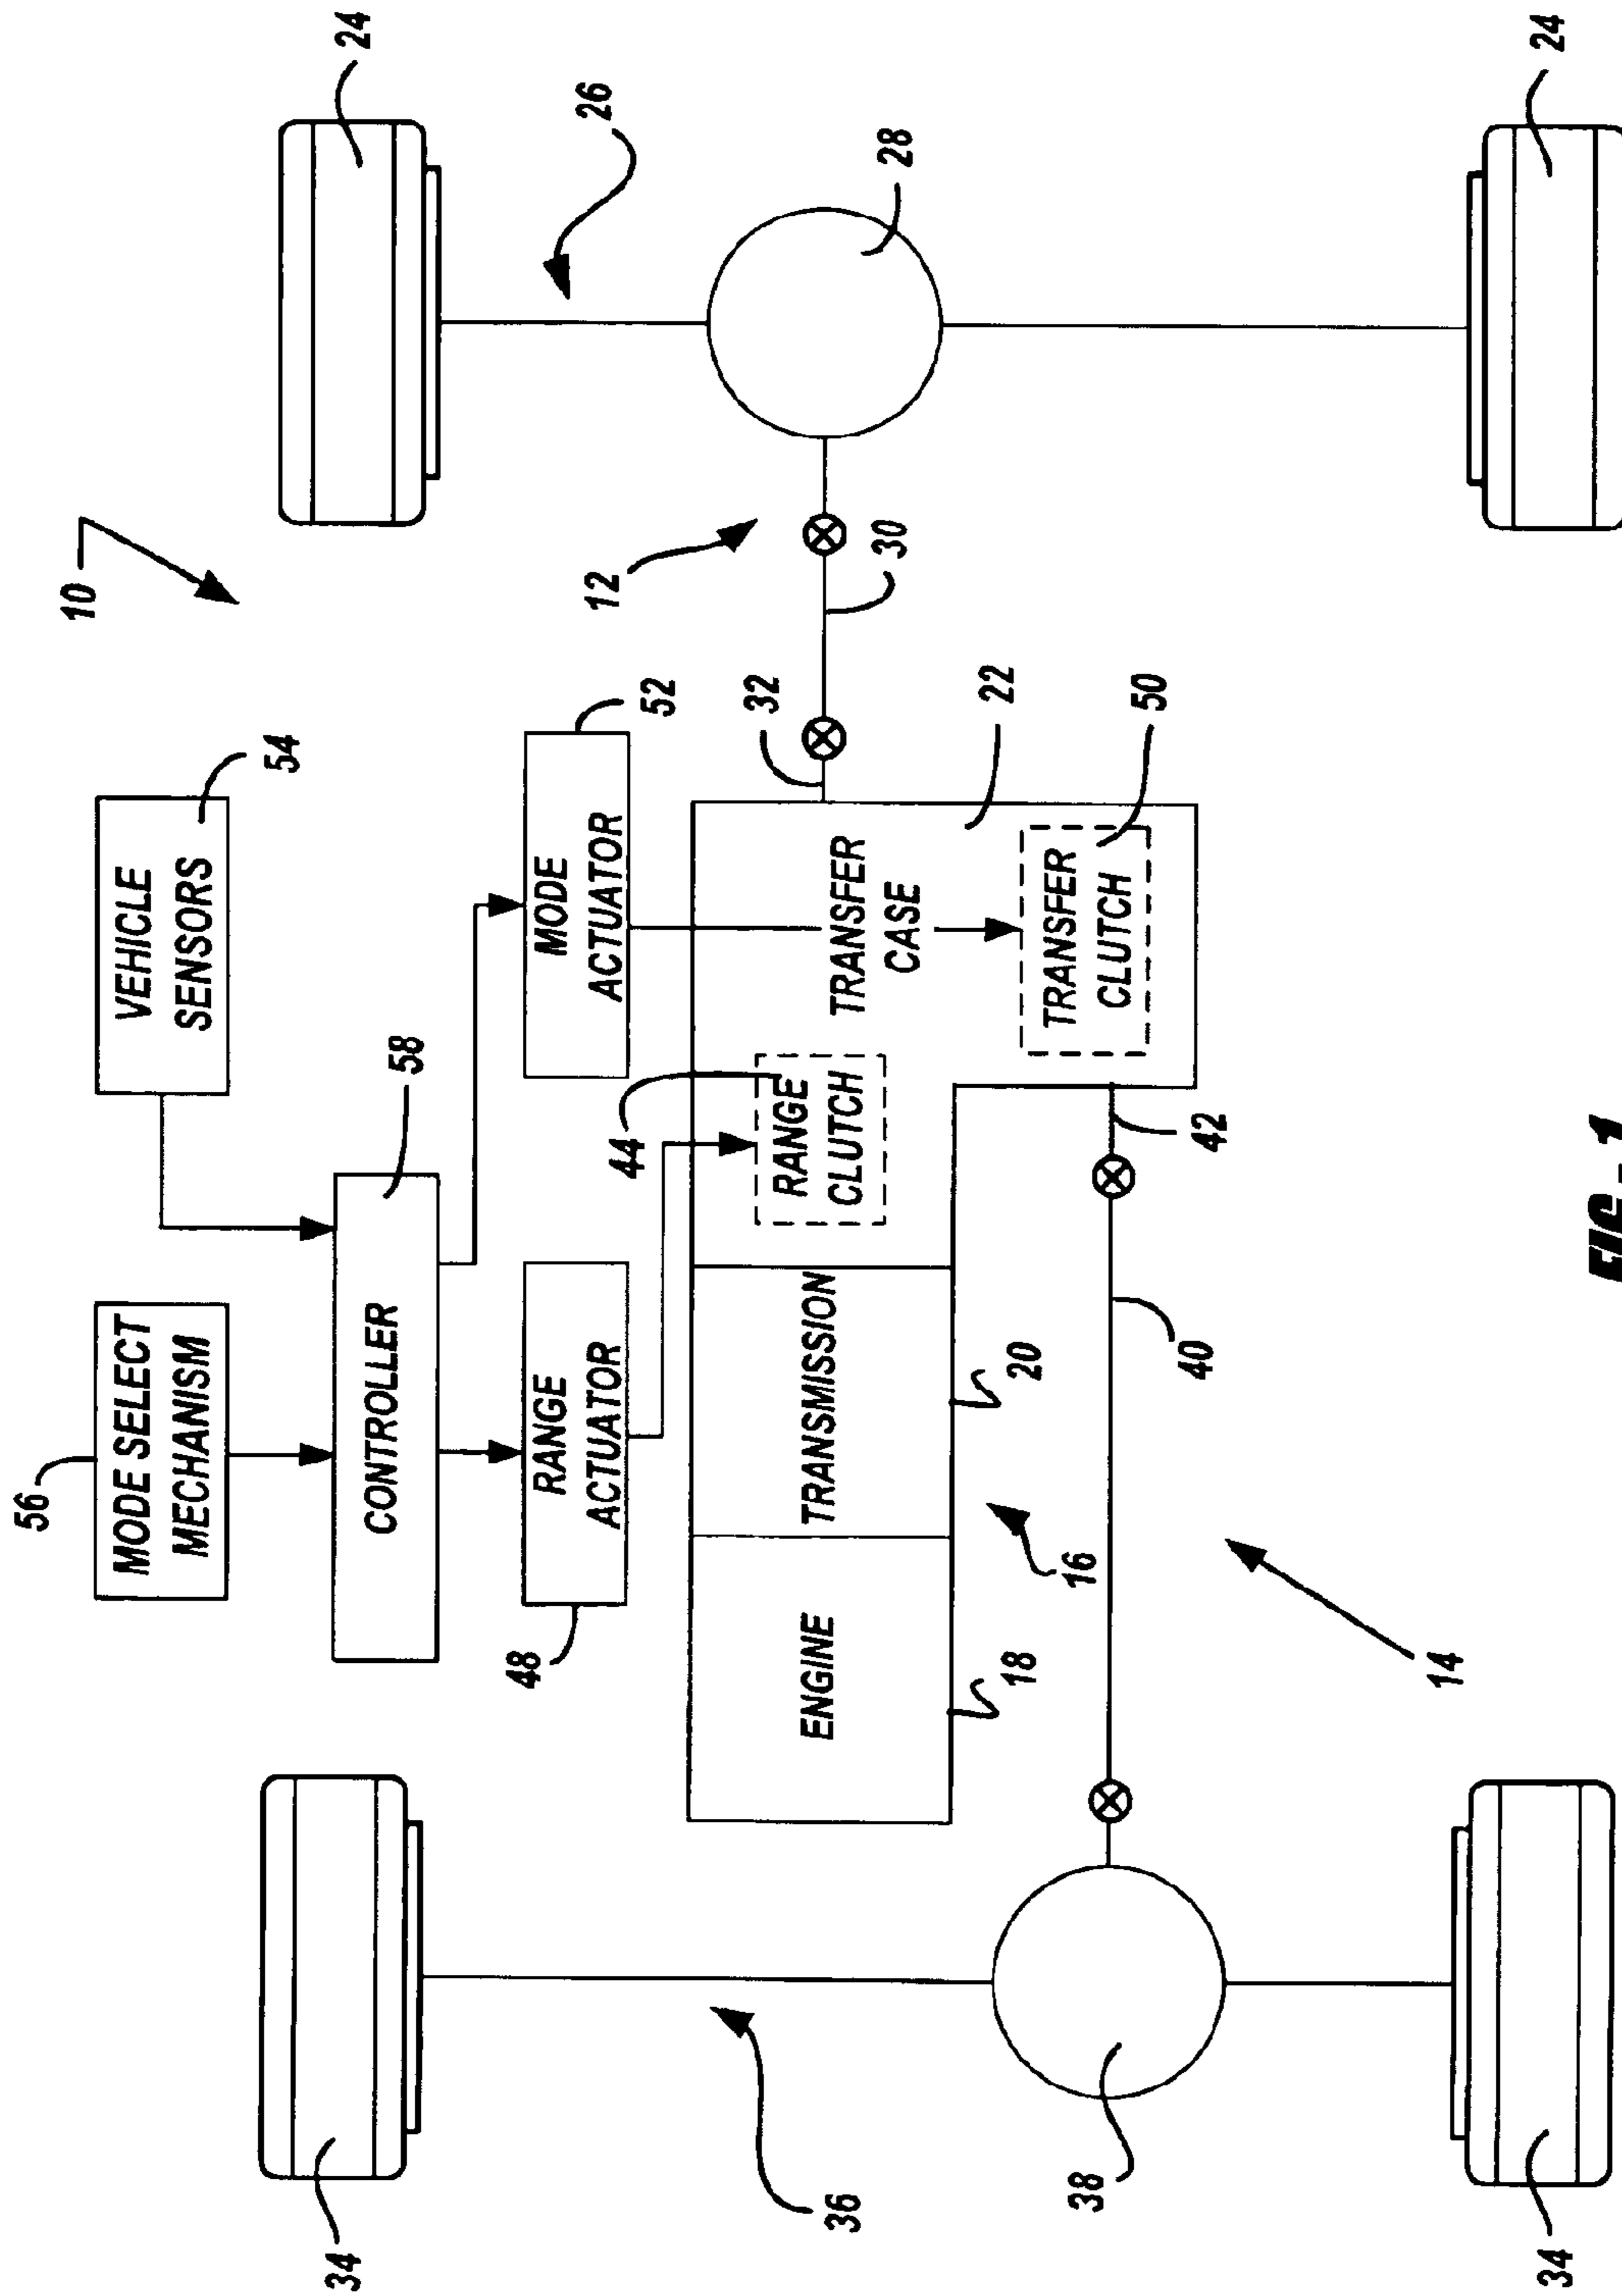 56
MODE SELECT
MECHANISM
VEHICLE
SENSORS
54
10
24
26
58
CONTROLLER
48
RANGE
ACTUATOR
MODE
ACTUATOR
52
12
32
30
28
44
RANGE
CLUTCH
ENGINE
TRANSMISSION
TRANSFER
CASE
22
TRANSFER
CLUTCH
50
18
20
16
42
40
36
38
14
34
34
24
FIG - 1